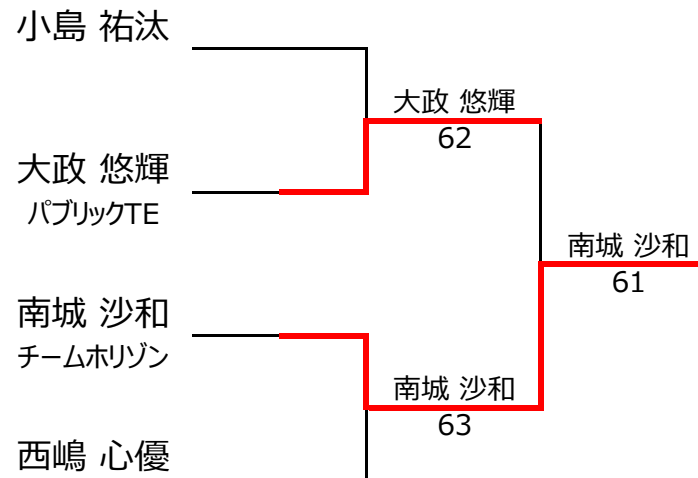 小島 祐汰
大政 悠輝
62
大政 悠輝
パブリックTE
南城 沙和
61
南城 沙和
チームホリゾン
南城 沙和
63
西嶋 心優